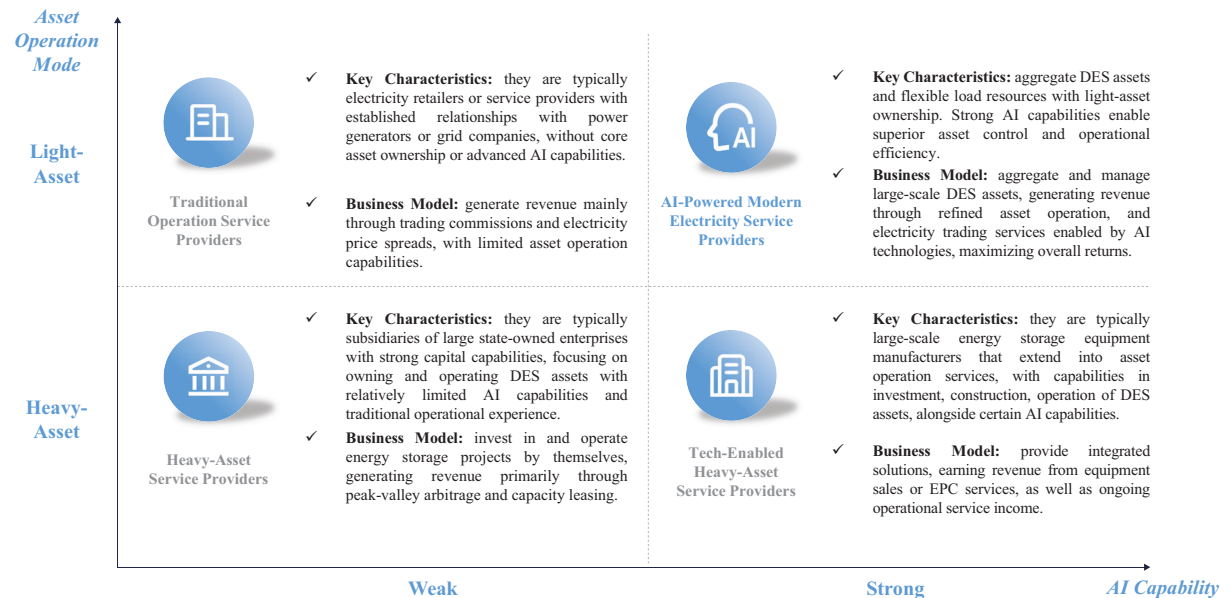 Asset
Operation
Mode
Light-
Asset
Traditional
Operation Service
Providers
✓ Key Characteristics: they are typically
electricity retailers or service providers with
established relationships with power
generators or grid companies, without core
asset ownership or advanced AI capabilities.
✓ Business Model: generate revenue mainly
through trading commissions and electricity
price spreads, with limited asset operation
capabilities.
AI
AI-Powered Modern
Electricity Service
Providers
✓ Key Characteristics: aggregate DES assets
and flexible load resources with light-asset
ownership. Strong AI capabilities enable
superior asset control and operational
efficiency.
✓ Business Model: aggregate and manage
large-scale DES assets, generating revenue
through refined asset operation, and
electricity trading services enabled by AI
technologies, maximizing overall returns.
Heavy-
Asset
Heavy-Asset
Service Providers
✓ Key Characteristics: they are typically
subsidiaries of large state-owned enterprises
with strong capital capabilities, focusing on
owning and operating DES assets with
relatively limited AI capabilities and
traditional operational experience.
✓ Business Model: invest in and operate
energy storage projects by themselves,
generating revenue primarily through
peak-valley arbitrage and capacity leasing.
Tech-Enabled
Heavy-Asset
Service Providers
✓ Key Characteristics: they are typically
large-scale energy storage equipment
manufacturers that extend into asset
operation services, with capabilities in
investment, construction, operation of DES
assets, alongside certain AI capabilities.
✓ Business Model: provide integrated
solutions, earning revenue from equipment
sales or EPC services, as well as ongoing
operational service income.
Weak
Strong
AI Capability